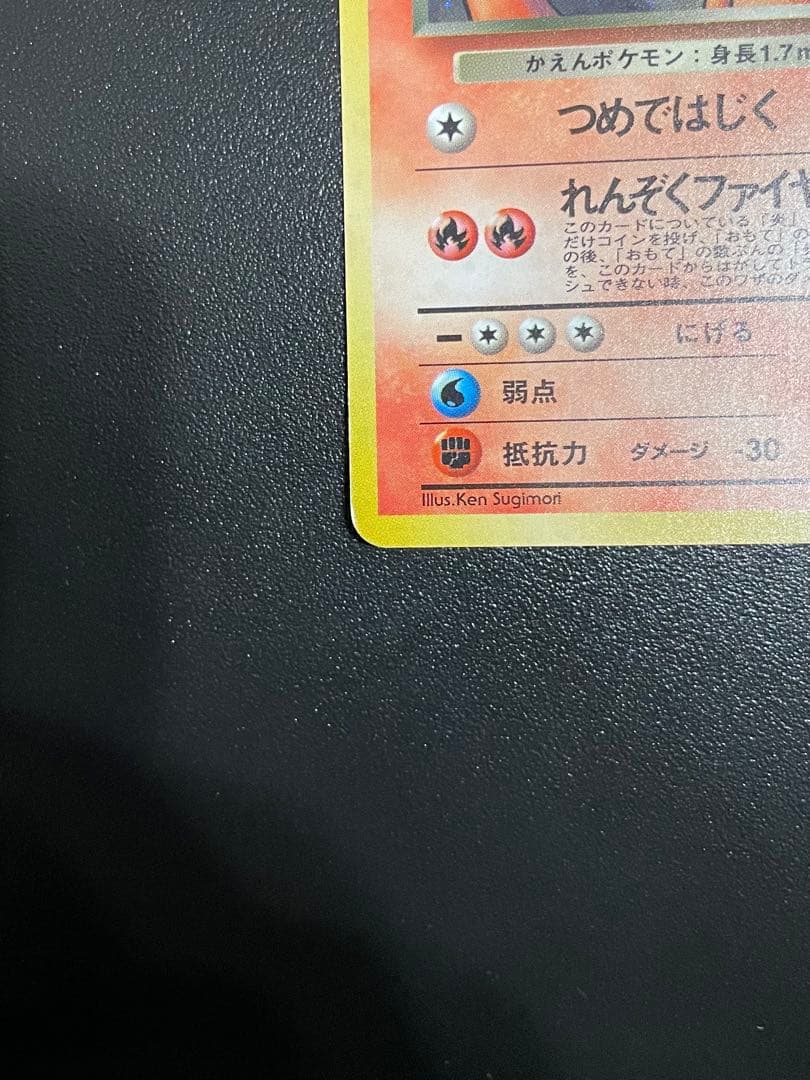 かえんポケモン：身長1.7m
つめではじく
れんぞくファイヤ
このカードについている「炎」
だけコインを投げ、「おもて」の
の後、「おもて」の数ぶんの「
を、このカードからはがしてト
シュできない時、このワザのダ
にげる
弱点
抵抗力 ダメージ -30
Illus.Ken Sugimori